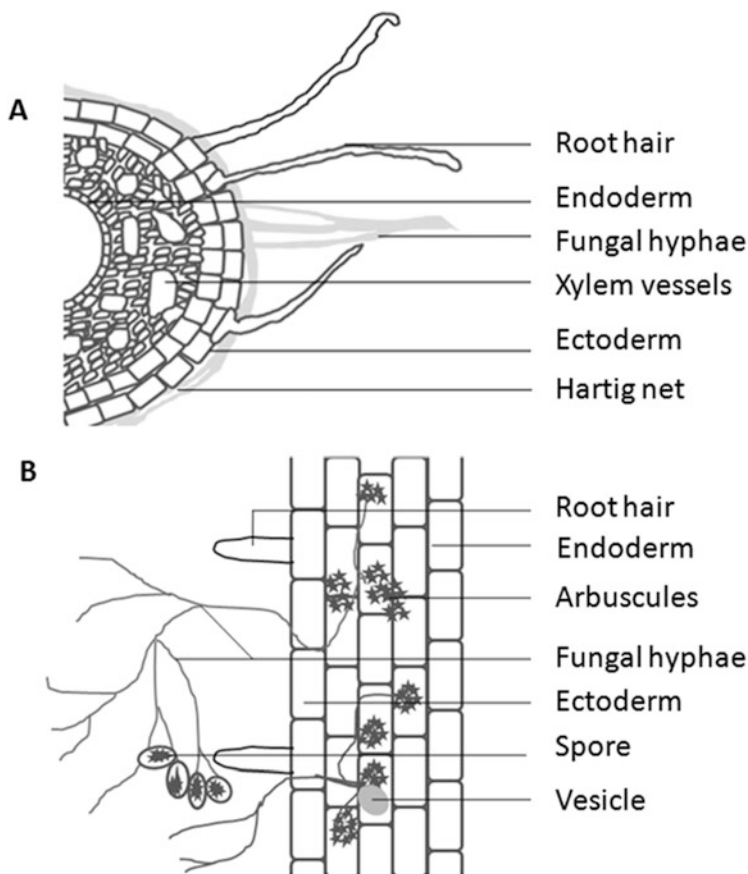 A
Root hair
Endoderm
Fungal hyphae
Xylem vessels
Ectoderm
Hartig net
B
Root hair
Endoderm
Arbuscules
Fungal hyphae
Ectoderm
Spore
Vesicle